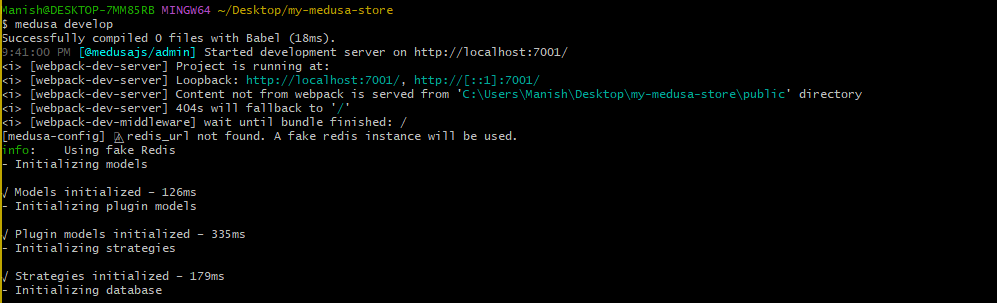 Manish@DESKTOP-7MM85RB MINGW64 ~/Desktop/my-medusa-store
$ medusa develop
Successfully compiled 0 files with Babel (18ms).
9:41:00 PM [@medusajs/admin] Started development server on http://localhost:7001/
<i> [webpack-dev-server] Project is running at:
<i> [webpack-dev-server] Loopback: http://localhost:7001/, http://[::1]:7001/
<i> [webpack-dev-server] Content not from webpack is served from 'C:\Users\Manish\Desktop\my-medusa-store\public' directory
<i> [webpack-dev-server] 404s will fallback to '/'
<i> [webpack-dev-middleware] wait until bundle finished: /
[medusa-config] ⚠ redis_url not found. A fake redis instance will be used.
info:    Using fake Redis
- Initializing models
√ Models initialized – 126ms
- Initializing plugin models
√ Plugin models initialized – 335ms
- Initializing strategies
√ Strategies initialized – 179ms
- Initializing database